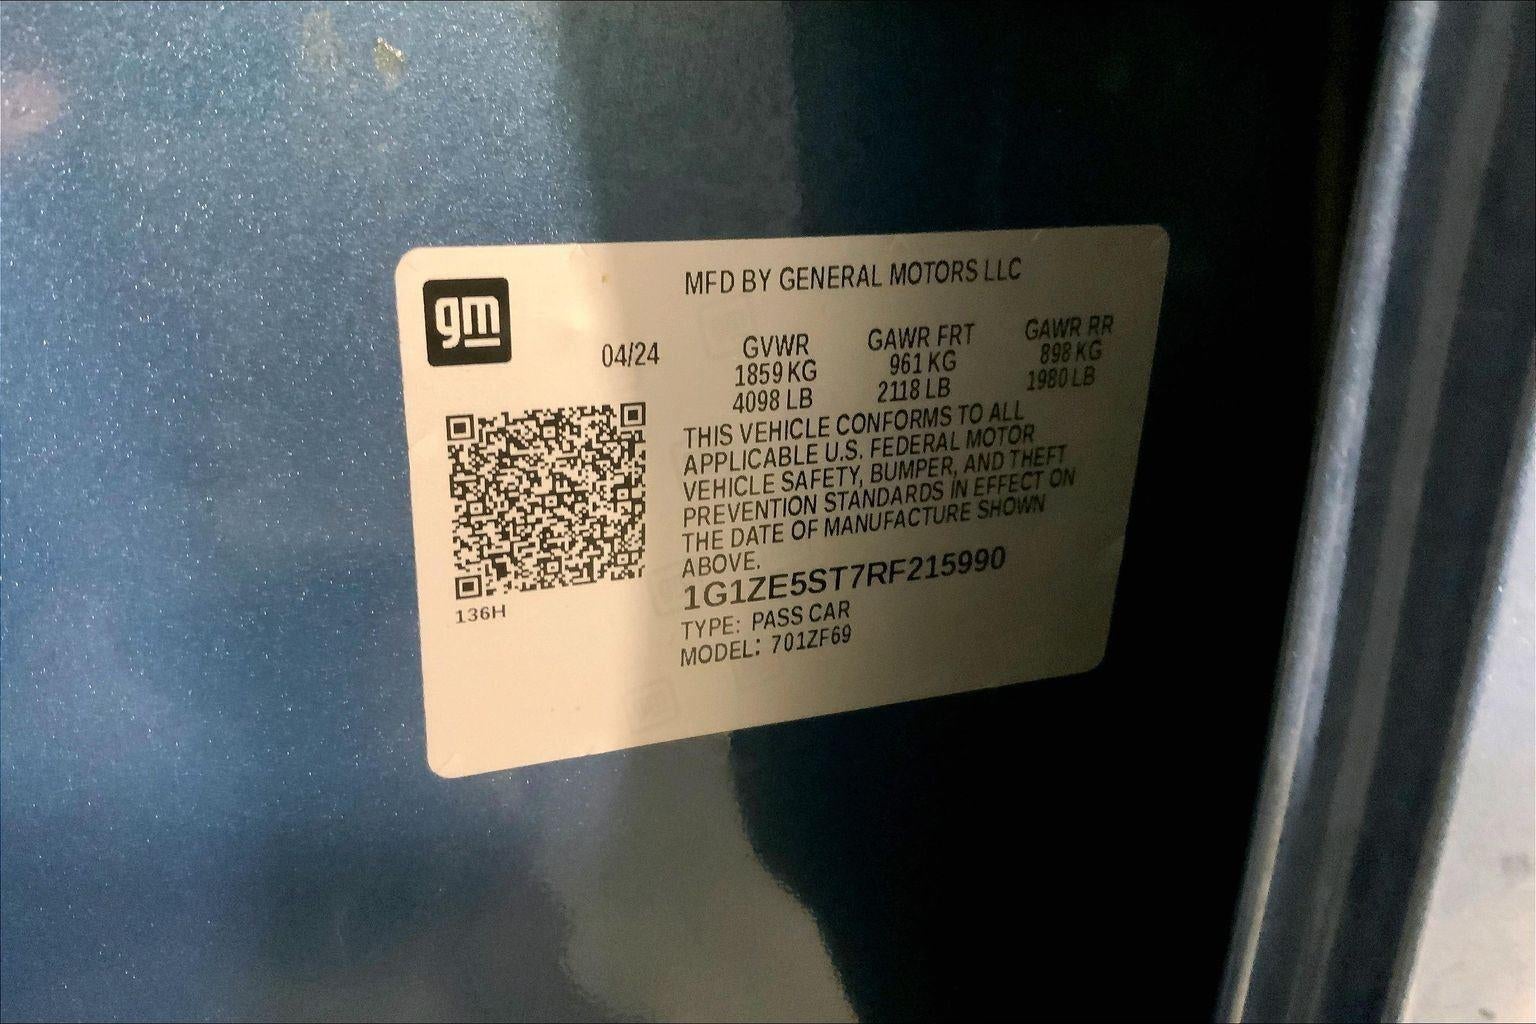 gm
MFD BY GENERAL MOTORS LLC
04/24
GVWR
1859 KG
4098 LB
GAWR FRT
961 KG
2118 LB
GAWR RR
898 KG
1980 LB
THIS VEHICLE CONFORMS TO ALL
APPLICABLE U.S. FEDERAL MOTOR
VEHICLE SAFETY, BUMPER, AND THEFT
PREVENTION STANDARDS IN EFFECT ON
THE DATE OF MANUFACTURE SHOWN
ABOVE.
1G1ZE5ST7RF215990
TYPE: PASS CAR
MODEL: 701ZF69
136H